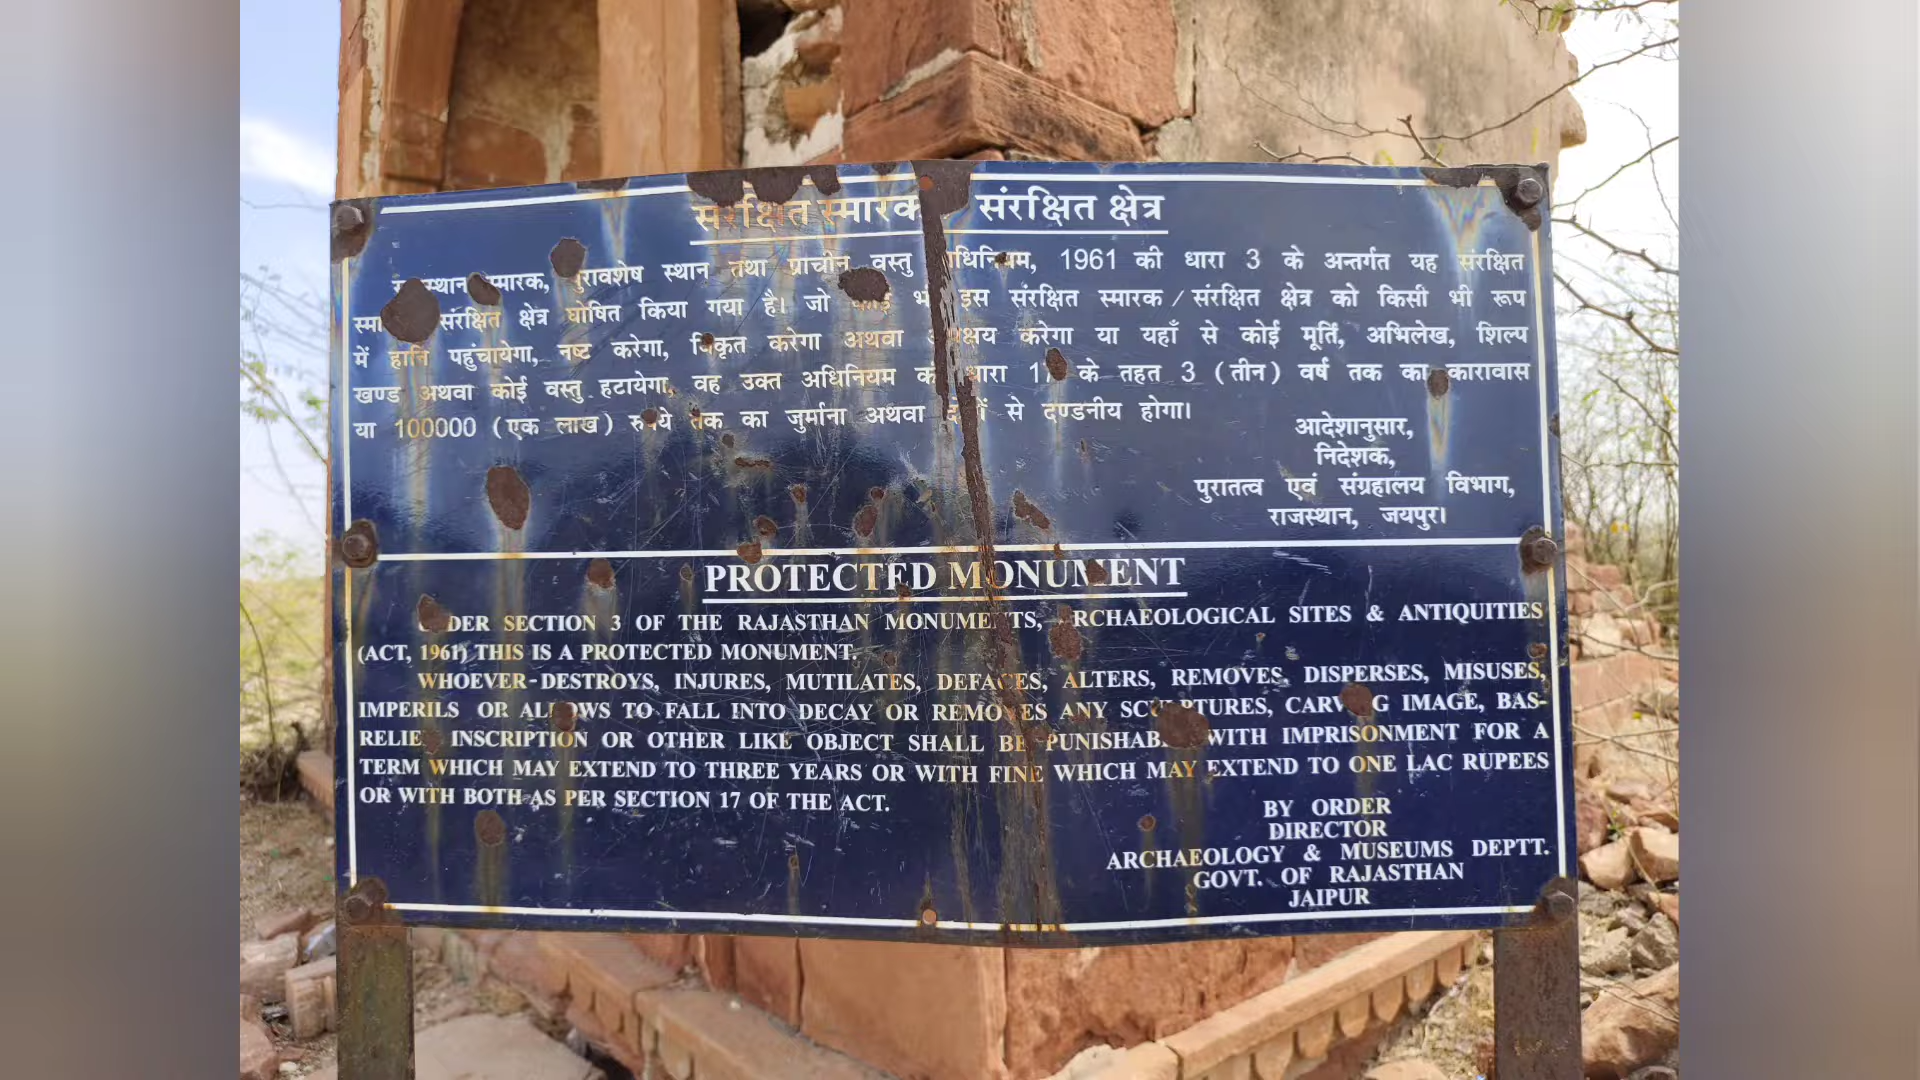 संरक्षित स्मारक संरक्षित क्षेत्र
स्मारक, पुरावशेष स्थान तथा प्राचीन वस्तु अधिनियम, 1961 की धारा 3 के अन्तर्गत यह संरक्षित
संरक्षित क्षेत्र घोषित किया गया है। जो इस संरक्षित स्मारक / संरक्षित क्षेत्र को किसी भी रूप
में हानि पहुंचायेगा, नष्ट करेगा, विकृत करेगा अथवा करेगा या यहाँ से कोई मूर्ति, अभिलेख, शिल्प
खण्ड अथवा कोई वस्तु हटायेगा, वह उक्त अधिनियम की धारा के तहत 3 (तीन) वर्ष तक का कारावास
या 100000 (एक लाख) रुपये तक का जुर्माना अथवा दोनों से दण्डनीय होगा।
आदेशानुसार,
निदेशक,
पुरातत्व एवं संग्रहालय विभाग,
राजस्थान, जयपुर।
PROTECTED MONUMENT
UNDER SECTION 3 OF THE RAJASTHAN MONUMENTS, ARCHAEOLOGICAL SITES & ANTIQUITIES
(ACT, 1961) THIS IS A PROTECTED MONUMENT.
WHOEVER-DESTROYS, INJURES, MUTILATES, DEFACES, ALTERS, REMOVES, DISPERSES, MISUSES,
IMPERILS OR ALLOWS TO FALL INTO DECAY OR REMOVES ANY SCULPTURES, CARVING IMAGE, BAS-
RELIEF INSCRIPTION OR OTHER LIKE OBJECT SHALL BE PUNISHABLE WITH IMPRISONMENT FOR A
TERM WHICH MAY EXTEND TO THREE YEARS OR WITH FINE WHICH MAY EXTEND TO ONE LAC RUPEES
OR WITH BOTH AS PER SECTION 17 OF THE ACT.
BY ORDER
DIRECTOR
ARCHAEOLOGY & MUSEUMS DEPTT.
GOVT. OF RAJASTHAN
JAIPUR